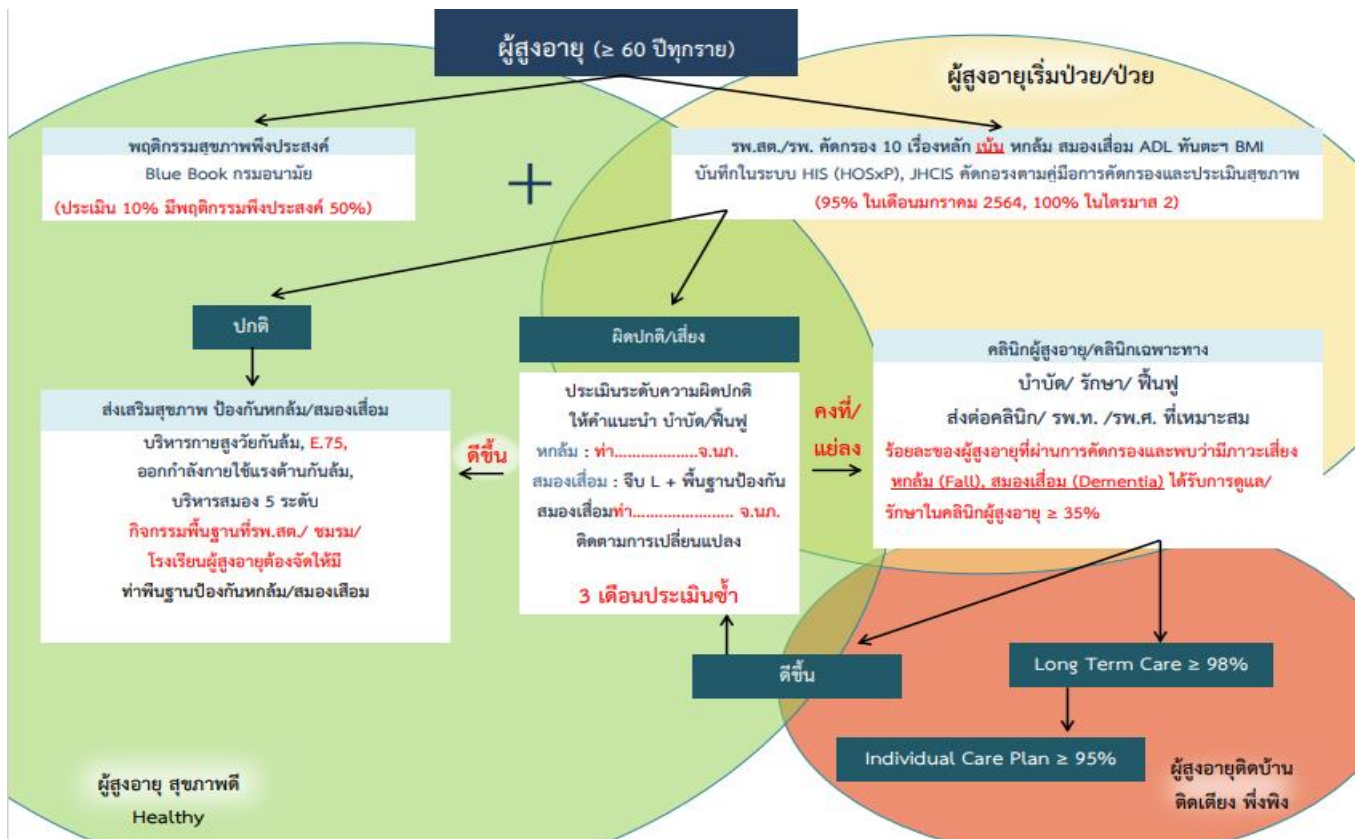 ผู้สูงอายุ (≥ 60 ปีทุกราย)
ผู้สูงอายุเริ่มป่วย/ป่วย
พฤติกรรมสุขภาพพึงประสงค์
Blue Book กรมอนามัย
(ประเมิน 10% มีพฤติกรรมพึงประสงค์ 50%)
+
รพ.สต./รพ. คัดกรอง 10 เรื่องหลัก เน้น หกล้ม สมองเสื่อม ADL ทันตะฯ BMI
บันทึกในระบบ HIS (HOSxP), JHCIS คัดกอรงตามคู่มือการคัดกรองและประเมินสุขภาพ
(95% ในเดือนมกราคม 2564, 100% ในไตรมาส 2)
ปกติ
ส่งเสริมสุขภาพ ป้องกันหกล้ม/สมองเสื่อม
บริหารกายสูงวัยกันล้ม, E.75,
ออกกำลังกายใช้แรงต้านกันล้ม,
บริหารสมอง 5 ระดับ
กิจกรรมพื้นฐานที่รพ.สต./ ชมรม/
โรงเรียนผู้สูงอายุต้องจัดให้มี
ท่าพื้นฐานป้องกันหกล้ม/สมองเสื่อม
ดีขึ้น
ผิดปกติ/เสี่ยง
ประเมินระดับความผิดปกติ
ให้คำแนะนำ บำบัด/ฟื้นฟู
หกล้ม : ท่า...................จ.นภ.
สมองเสื่อม : จีบ L + พื้นฐานป้องกัน
สมองเสื่อมท่า....................... จ.นภ.
ติดตามการเปลี่ยนแปลง
3 เดือนประเมินซ้ำ
คงที่/
แย่ลง
คลินิกผู้สูงอายุ/คลินิกเฉพาะทาง
บำบัด/ รักษา/ ฟื้นฟู
ส่งต่อคลินิก/ รพ.ท. /รพ.ศ. ที่เหมาะสม
ร้อยละของผู้สูงอายุที่ผ่านการคัดกรองและพบว่ามีภาวะเสี่ยง
หกล้ม (Fall), สมองเสื่อม (Dementia) ได้รับการดูแล/
รักษาในคลินิกผู้สูงอายุ ≥ 35%
ดีขึ้น
Long Term Care ≥ 98%
Individual Care Plan ≥ 95%
ผู้สูงอายุ สุขภาพดี
Healthy
ผู้สูงอายุติดบ้าน
ติดเตียง พึ่งพิง